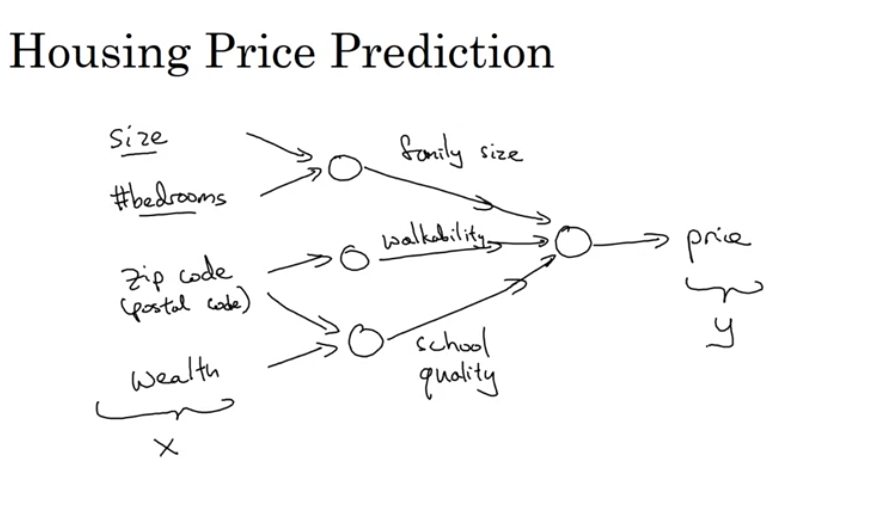 Housing Price Prediction
size
#bedrooms
zip code
(postal code)
wealth
x
family size
walkability
school
quality
price
y